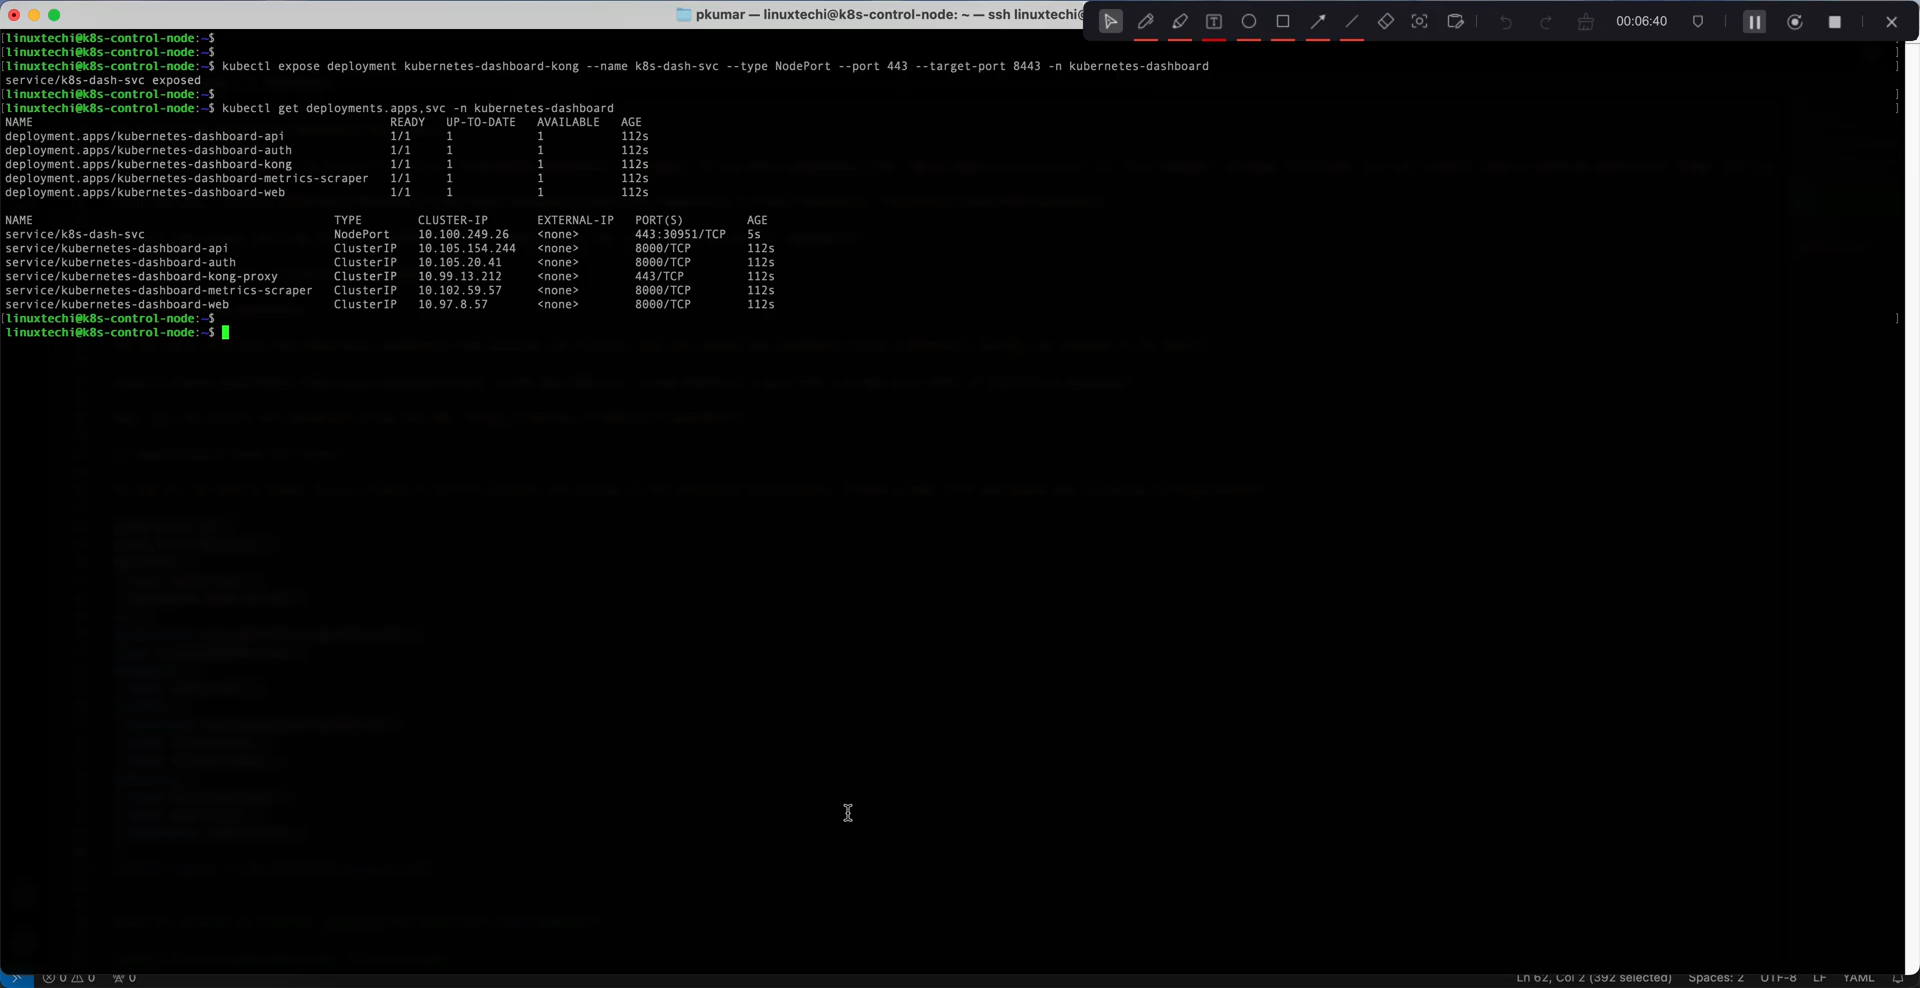 pkumar — linuxtechi@k8s-control-node: ~ — ssh linuxtechi@
00:06:40
[linuxtechi@k8s-control-node:~$ ]
[linuxtechi@k8s-control-node:~$ ]
[linuxtechi@k8s-control-node:~$ kubectl expose deployment kubernetes-dashboard-kong --name k8s-dash-svc --type NodePort --port 443 --target-port 8443 -n kubernetes-dashboard ]
service/k8s-dash-svc exposed
[linuxtechi@k8s-control-node:~$ ]
[linuxtechi@k8s-control-node:~$ kubectl get deployments.apps,svc -n kubernetes-dashboard ]
NAME READY UP-TO-DATE AVAILABLE AGE
deployment.apps/kubernetes-dashboard-api 1/1 1 1 112s
deployment.apps/kubernetes-dashboard-auth 1/1 1 1 112s
deployment.apps/kubernetes-dashboard-kong 1/1 1 1 112s
deployment.apps/kubernetes-dashboard-metrics-scraper 1/1 1 1 112s
deployment.apps/kubernetes-dashboard-web 1/1 1 1 112s
NAME TYPE CLUSTER-IP EXTERNAL-IP PORT(S) AGE
service/k8s-dash-svc NodePort 10.100.249.26 <none> 443:30951/TCP 5s
service/kubernetes-dashboard-api ClusterIP 10.105.154.244 <none> 8000/TCP 112s
service/kubernetes-dashboard-auth ClusterIP 10.105.20.41 <none> 8000/TCP 112s
service/kubernetes-dashboard-kong-proxy ClusterIP 10.99.13.212 <none> 443/TCP 112s
service/kubernetes-dashboard-metrics-scraper ClusterIP 10.102.59.57 <none> 8000/TCP 112s
service/kubernetes-dashboard-web ClusterIP 10.97.8.57 <none> 8000/TCP 112s
[linuxtechi@k8s-control-node:~$ ]
linuxtechi@k8s-control-node:~$
0 0 0 Ln 62, Col 2 (392 selected) Spaces: 2 UTF-8 LF YAML